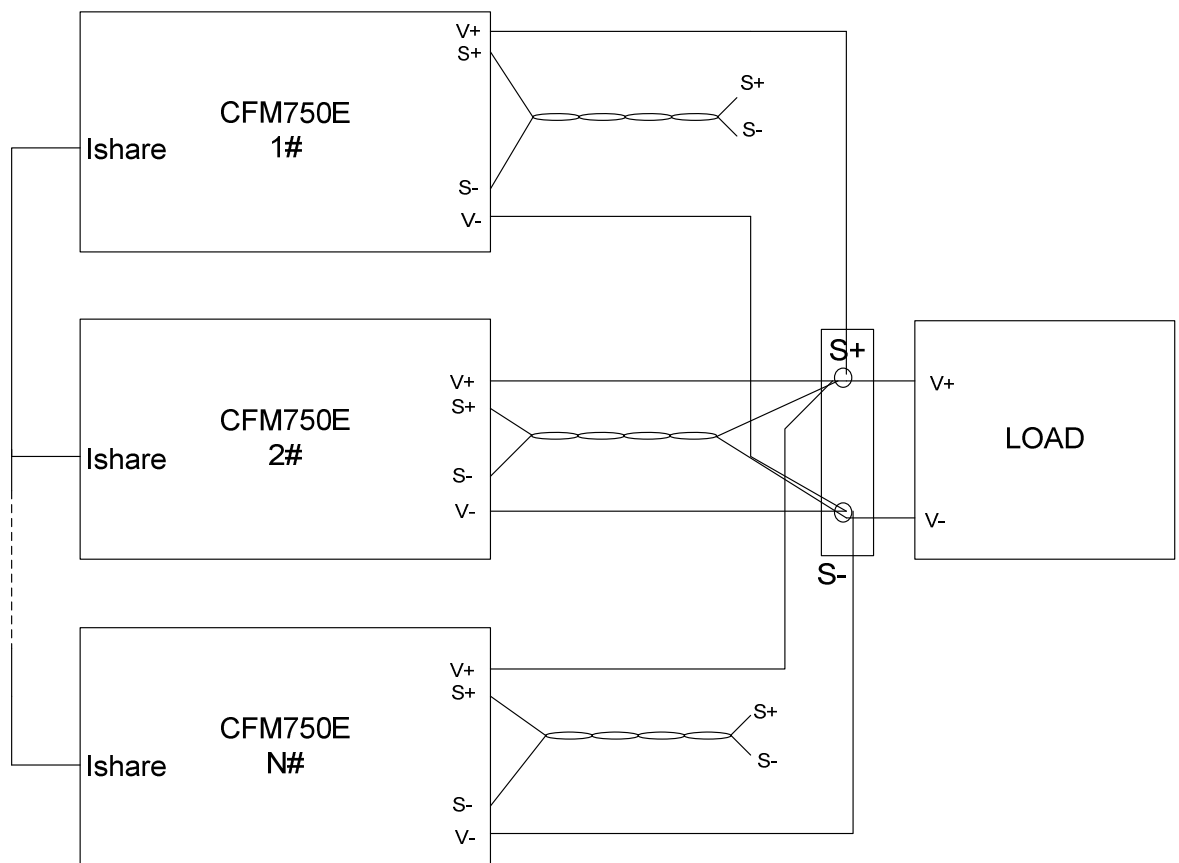 V+
S+
CFM750E
1#
Ishare
S-
V-
S+
S-
V+
S+
CFM750E
2#
Ishare
S-
V-
S+
S-
V+
LOAD
V-
V+
S+
CFM750E
N#
Ishare
S-
V-
S+
S-